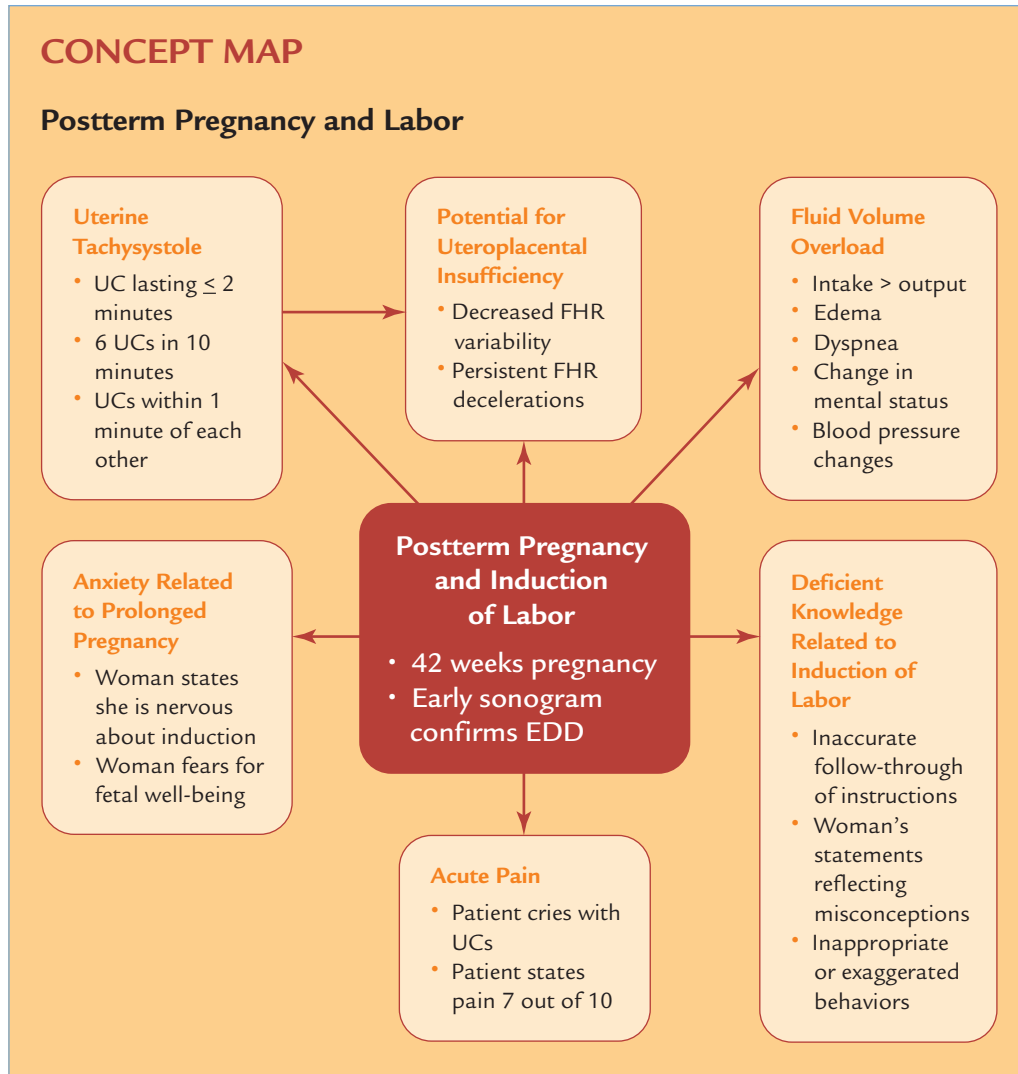 CONCEPT MAP
Postterm Pregnancy and Labor
Uterine
Tachysystole
• UC lasting ≤ 2
minutes
• 6 UCs in 10
minutes
• UCs within 1
minute of each
other
Potential for
Uteroplacental
Insufficiency
• Decreased FHR
variability
• Persistent FHR
decelerations
Fluid Volume
Overload
• Intake > output
• Edema
• Dyspnea
• Change in
mental status
• Blood pressure
changes
Anxiety Related
to Prolonged
Pregnancy
• Woman states
she is nervous
about induction
• Woman fears for
fetal well-being
Postterm Pregnancy
and Induction
of Labor
• 42 weeks pregnancy
• Early sonogram
confirms EDD
Deficient
Knowledge
Related to
Induction of
Labor
• Inaccurate
follow-through
of instructions
• Woman’s
statements
reflecting
misconceptions
• Inappropriate
or exaggerated
behaviors
Acute Pain
• Patient cries with
UCs
• Patient states
pain 7 out of 10